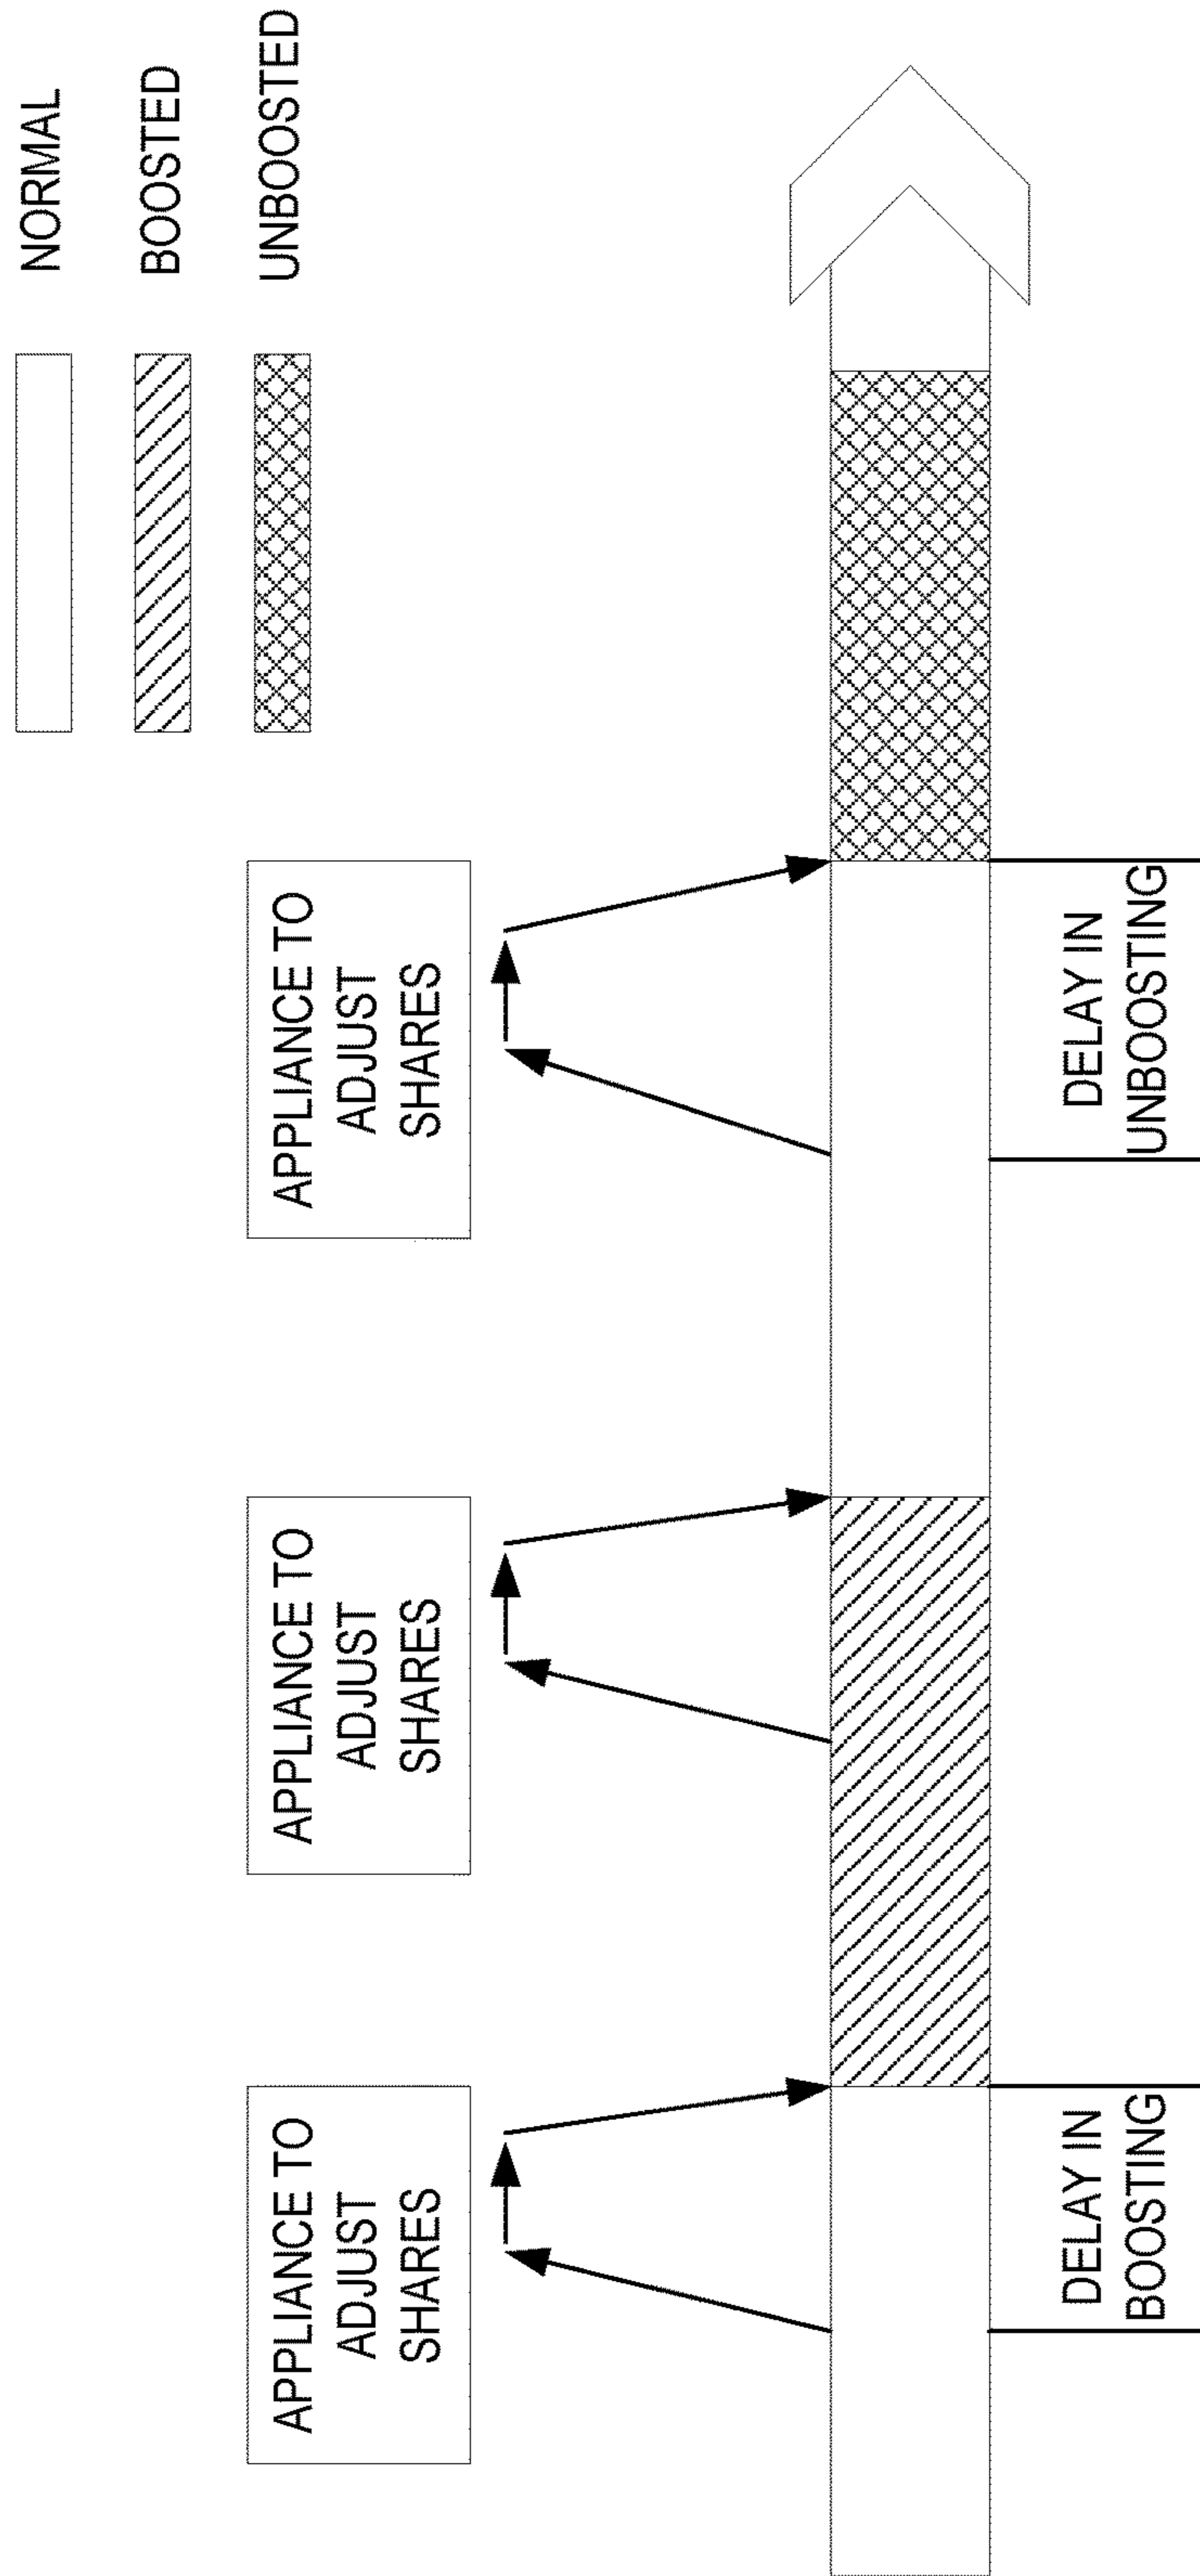 NORMAL
BOOSTED
UNBOOSTED
APPLIANCE TO
ADJUST
SHARES
APPLIANCE TO
ADJUST
SHARES
APPLIANCE TO
ADJUST
SHARES
DELAY IN
BOOSTING
DELAY IN
UNBOOSTING